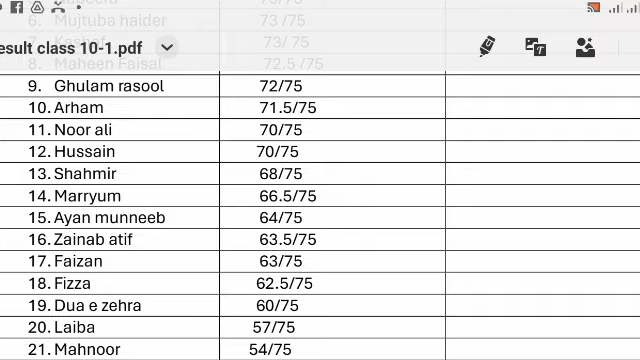 6. Mujtuba haider 73 /75
7. Kashaf 73/ 75
esult class 10-1.pdf
8. Maheen Faisal 72.5 /75
9. Ghulam rasool 72/75
10. Arham 71.5/75
11. Noor ali 70/75
12. Hussain 70/75
13. Shahmir 68/75
14. Marryum 66.5/75
15. Ayan munneeb 64/75
16. Zainab atif 63.5/75
17. Faizan 63/75
18. Fizza 62.5/75
19. Dua e zehra 60/75
20. Laiba 57/75
21. Mahnoor 54/75